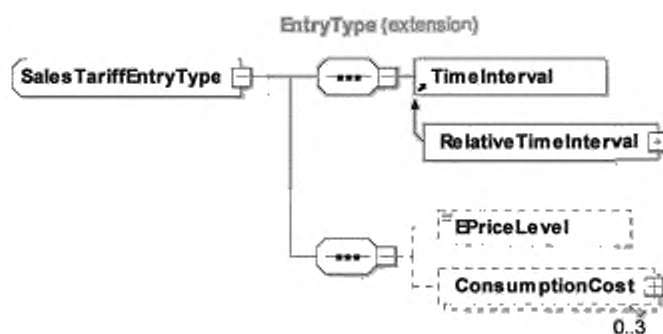 EntryType (extension)
SalesTariffEntryType
TimeInterval
RelativeTimeInterval
EPriceLevel
ConsumptionCost
0..3